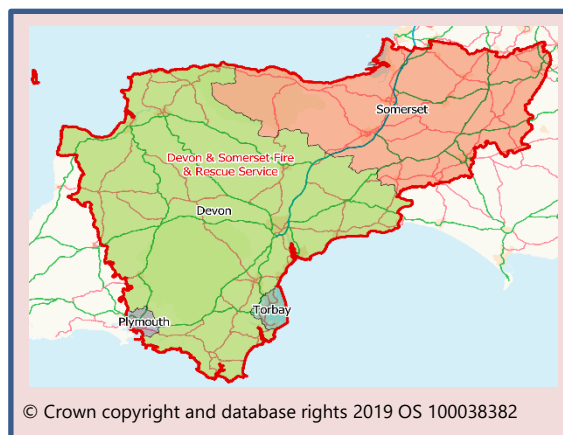 Somerset
Devon & Somerset Fire
& Rescue Service
Devon
Torbay
Plymouth
© Crown copyright and database rights 2019 OS 100038382